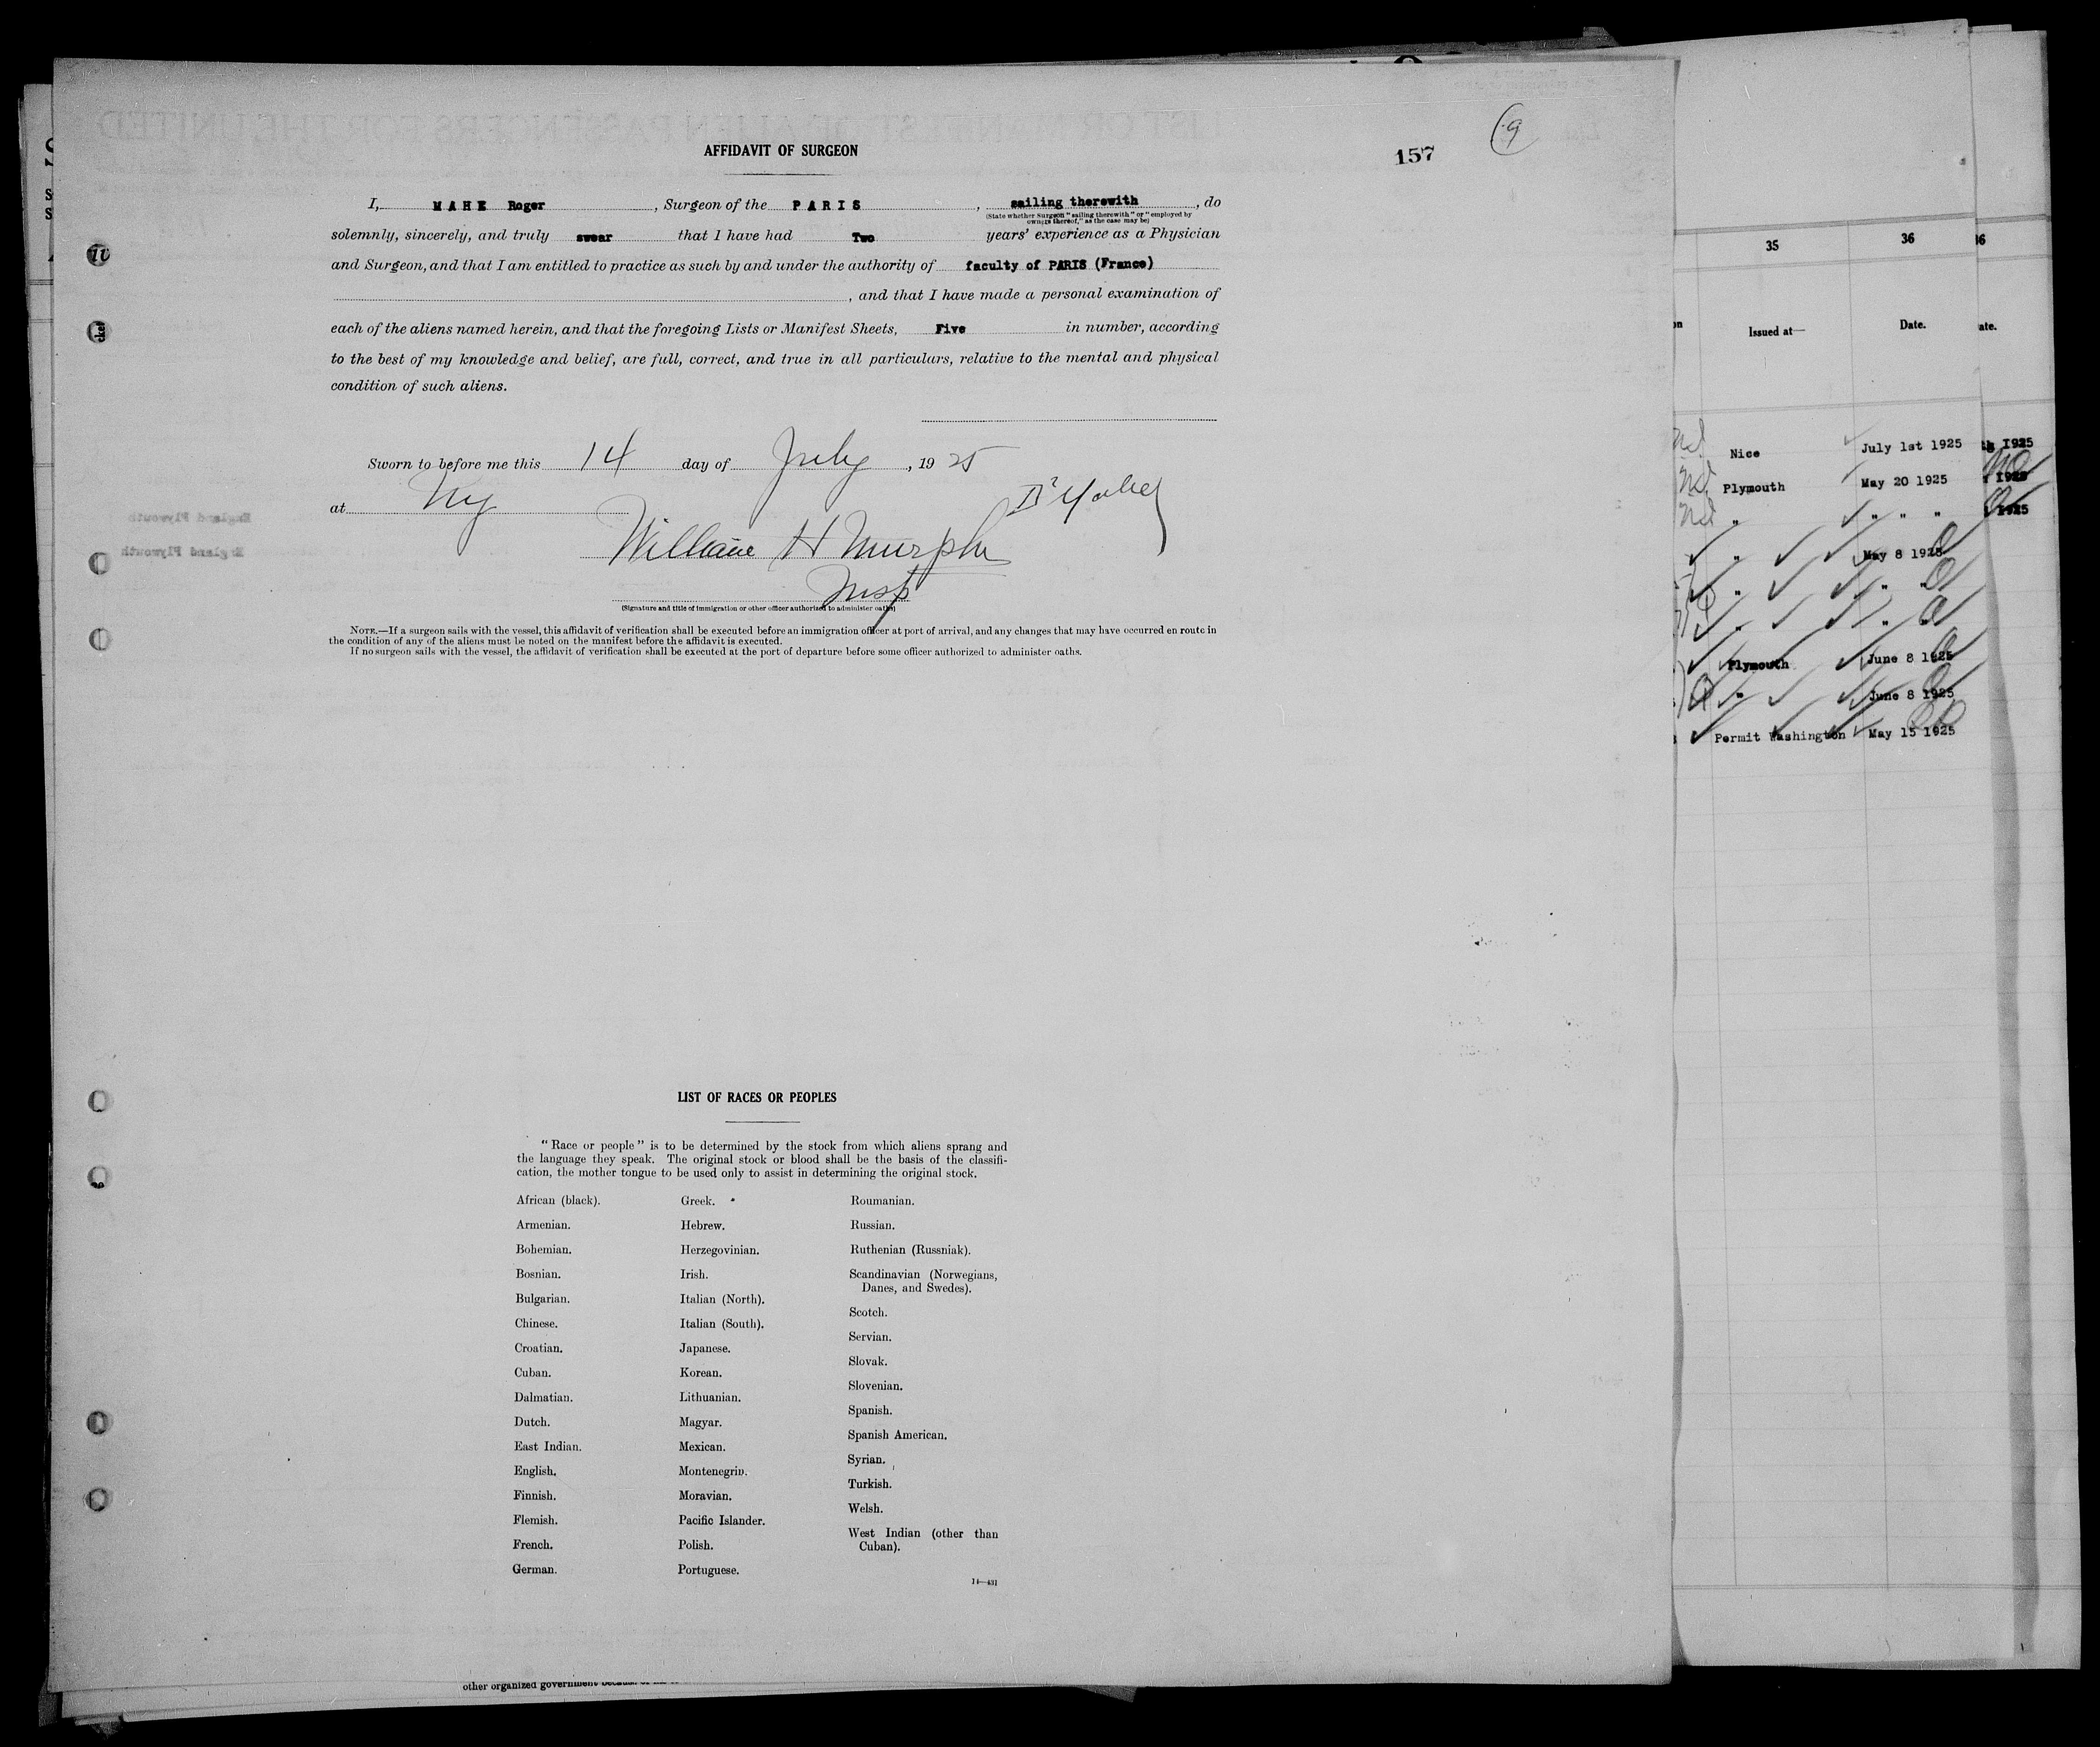 AFFIDAVIT OF SURGEON
157
9
I, MAHE Roger , Surgeon of the PARIS , sailing therewith , do
(State whether Surgeon "sailing therewith" or "employed by
owners thereof," as the case may be)
solemnly, sincerely, and truly swear that I have had Two years' experience as a Physician
and Surgeon, and that I am entitled to practice as such by and under the authority of faculty of PARIS (France)
, and that I have made a personal examination of
each of the aliens named herein, and that the foregoing Lists or Manifest Sheets, Five in number, according
to the best of my knowledge and belief, are full, correct, and true in all particulars, relative to the mental and physical
condition of such aliens.
Sworn to before me this 14 day of July , 19 25
at Ny
William H Murphy
Insp
(Signature and title of immigration or other officer authorized to administer oaths)
NOTE.—If a surgeon sails with the vessel, this affidavit of verification shall be executed before an immigration officer at port of arrival, and any changes that may have occurred en route in
the condition of any of the aliens must be noted on the manifest before the affidavit is executed.
If no surgeon sails with the vessel, the affidavit of verification shall be executed at the port of departure before some officer authorized to administer oaths.
LIST OF RACES OR PEOPLES
"Race or people" is to be determined by the stock from which aliens sprang and
the language they speak. The original stock or blood shall be the basis of the classifi-
cation, the mother tongue to be used only to assist in determining the original stock.
African (black).
Armenian.
Bohemian.
Bosnian.
Bulgarian.
Chinese.
Croatian.
Cuban.
Dalmatian.
Dutch.
East Indian.
English.
Finnish.
Flemish.
French.
German.
Greek.
Hebrew.
Herzegovinian.
Irish.
Italian (North).
Italian (South).
Japanese.
Korean.
Lithuanian.
Magyar.
Mexican.
Montenegrin.
Moravian.
Pacific Islander.
Polish.
Portuguese.
Roumanian.
Russian.
Ruthenian (Russniak).
Scandinavian (Norwegians,
Danes, and Swedes).
Scotch.
Servian.
Slovak.
Slovenian.
Spanish.
Spanish American.
Syrian.
Turkish.
Welsh.
West Indian (other than
Cuban).
14—431
other organized government
35 36
Issued at— Date.
Nice July 1st 1925
Plymouth May 20 1925
" " " "
" May 8 1925
" " "
" " "
Plymouth June 8 1925
" June 8 1925
Permit Washington May 15 1925
1925
1925
1925